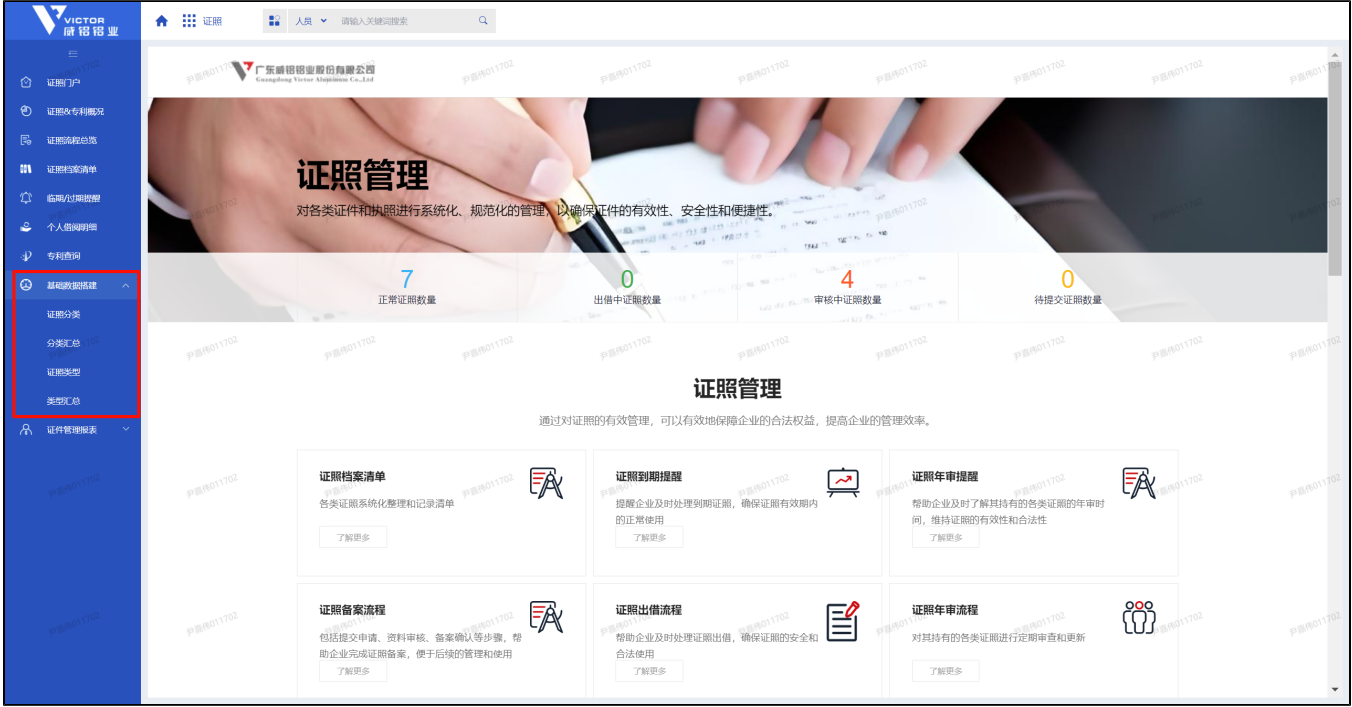 VICTOR
威铝铝业
证照
人员
请输入关键词搜索
证照门户
证照&专利概况
证照流程总览
证照档案清单
临期/过期提醒
个人借阅明细
专利查询
基础数据搭建
证照分类
分类汇总
证照类型
类型汇总
证件管理报表
广东威铝铝业股份有限公司
Guangdong Victor Aluminum Co.,Ltd
证照管理
对各类证件和执照进行系统化、规范化的管理，以确保证件的有效性、安全性和便捷性。
7
正常证照数量
0
出借中证照数量
4
审核中证照数量
0
待提交证照数量
证照管理
通过对证照的有效管理，可以有效地保障企业的合法权益，提高企业的管理效率。
证照档案清单
各类证照系统化整理和记录清单
了解更多
证照到期提醒
提醒企业及时处理到期证照，确保证照有效期内
的正常使用
了解更多
证照年审提醒
帮助企业及时了解其持有的各类证照的年审时
间，维持证照的有效性和合法性
了解更多
证照备案流程
包括提交申请、资料审核、备案确认等步骤，帮
助企业完成证照备案，便于后续的管理和使用
了解更多
证照出借流程
帮助企业及时处理证照出借，确保证照的安全和
合法使用
了解更多
证照年审流程
对其持有的各类证照进行定期审查和更新
了解更多